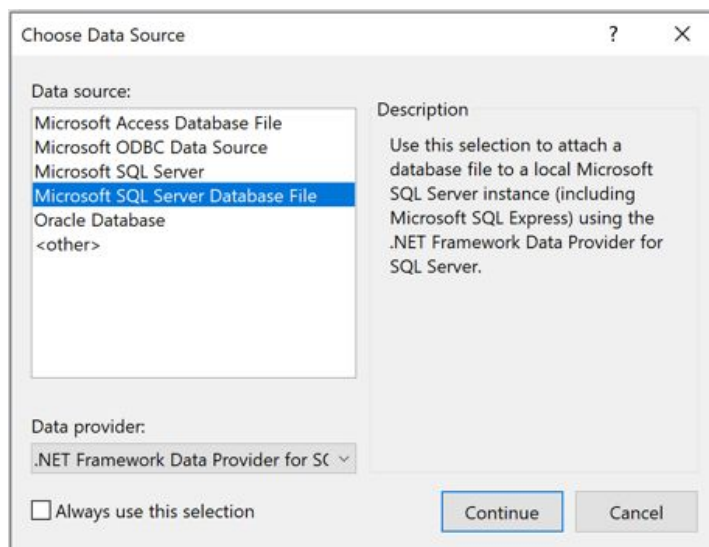 Choose Data Source
?
Data source:
Microsoft Access Database File
Microsoft ODBC Data Source
Microsoft SQL Server
Microsoft SQL Server Database File
Oracle Database
<other>
Description
Use this selection to attach a
database file to a local Microsoft
SQL Server instance (including
Microsoft SQL Express) using the
.NET Framework Data Provider for
SQL Server.
Data provider:
.NET Framework Data Provider for S
Always use this selection
Continue
Cancel